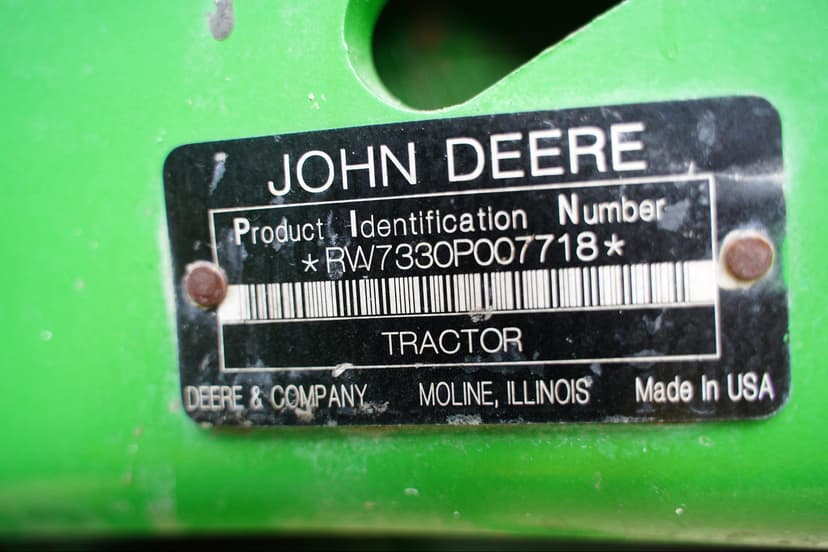 JOHN DEERE
Product Identification Number
*RW7330P007718*
TRACTOR
DEERE & COMPANY MOLINE, ILLINOIS Made In USA